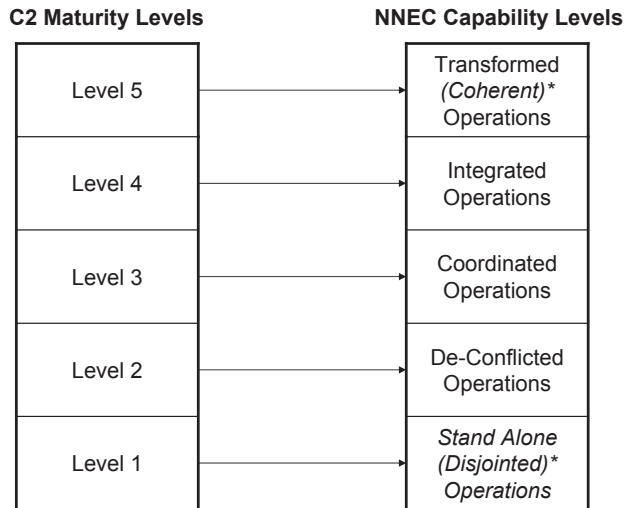 C2 Maturity Levels
NNEC Capability Levels
Level 5
Transformed
(Coherent)*
Operations
Level 4
Integrated
Operations
Level 3
Coordinated
Operations
Level 2
De-Conflicted
Operations
Level 1
Stand Alone
(Disjointed)*
Operations